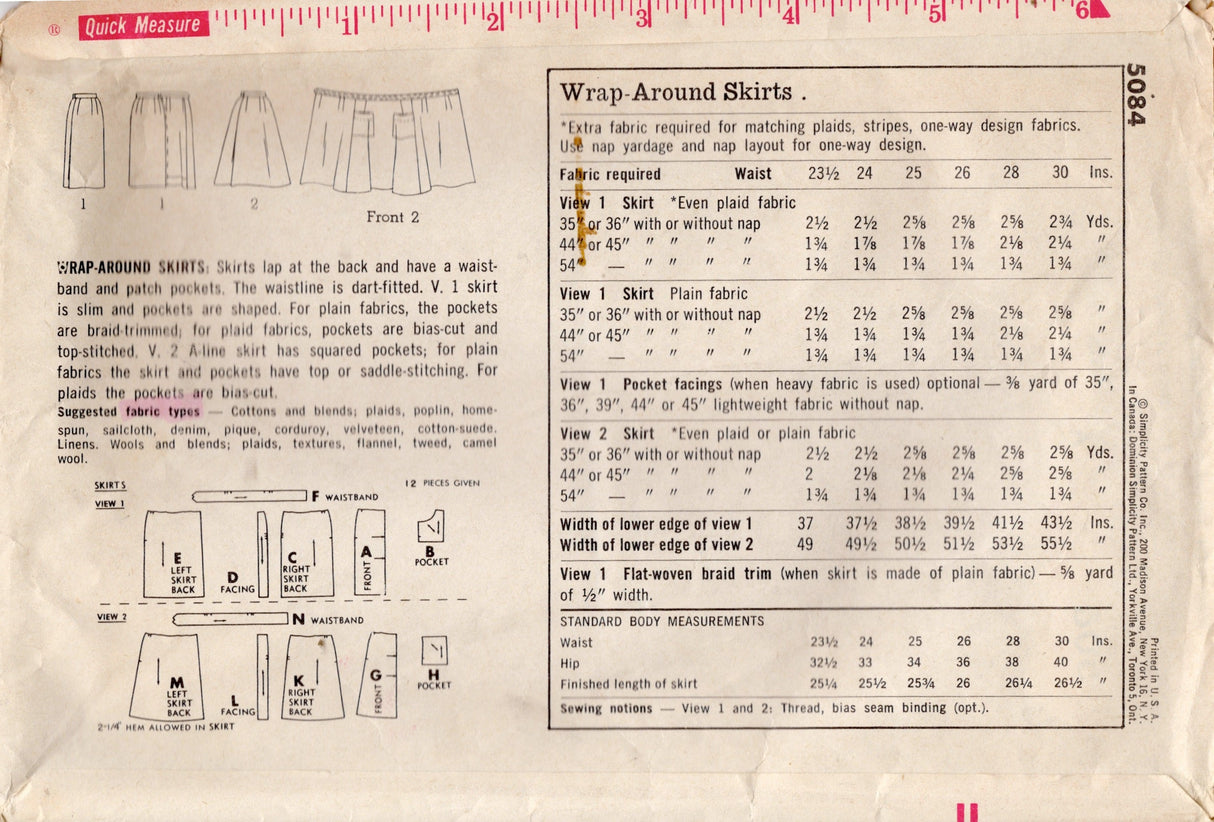 ® Quick Measure 1 2 3 4 5 6
5084
1 1 2 Front 2
WRAP-AROUND SKIRTS: Skirts lap at the back and have a waist-
band and patch pockets. The waistline is dart-fitted. V. 1 skirt
is slim and pockets are shaped. For plain fabrics, the pockets
are braid-trimmed, for plaid fabrics, pockets are bias-cut and
top-stitched. V. 2 A-line skirt has squared pockets; for plain
fabrics the skirt and pockets have top or saddle-stitching. For
plaids the pockets are bias-cut.
Suggested fabric types — Cottons and blends; plaids, poplin, home-
spun, sailcloth, denim, pique, corduroy, velveteen, cotton-suede.
Linens. Wools and blends; plaids, textures, flannel, tweed, camel
wool.
SKIRTS
12 PIECES GIVEN
VIEW 1
F WAISTBAND
E LEFT SKIRT BACK
D FACING
C RIGHT SKIRT BACK
A FRONT
B POCKET
VIEW 2
N WAISTBAND
M LEFT SKIRT BACK
L FACING
K RIGHT SKIRT BACK
G FRONT
H POCKET
2-1/4" HEM ALLOWED IN SKIRT
Wrap-Around Skirts .
*Extra fabric required for matching plaids, stripes, one-way design fabrics.
Use nap yardage and nap layout for one-way design.
Fabric required Waist 23½ 24 25 26 28 30 Ins.
View 1 Skirt *Even plaid fabric
35" or 36" with or without nap 2½ 2½ 2⅝ 2⅝ 2⅝ 2¾ Yds.
44" or 45" " " " " 1¾ 1⅞ 1⅞ 1⅞ 2⅛ 2¼ "
54" — " " " " 1¾ 1¾ 1¾ 1¾ 1¾ 1¾ "
View 1 Skirt Plain fabric
35" or 36" with or without nap 2½ 2½ 2⅝ 2⅝ 2⅝ 2⅝ "
44" or 45" " " " " 1¾ 1¾ 1¾ 1¾ 2⅛ 2¼ "
54" — " " " " 1¾ 1¾ 1¾ 1¾ 1¾ 1¾ "
View 1 Pocket facings (when heavy fabric is used) optional — ⅜ yard of 35",
36", 39", 44" or 45" lightweight fabric without nap.
View 2 Skirt *Even plaid or plain fabric
35" or 36" with or without nap 2½ 2½ 2⅝ 2⅝ 2⅝ 2⅝ Yds.
44" or 45" " " " " 2 2⅛ 2⅛ 2¼ 2⅝ 2⅝ "
54" — " " " " 1¾ 1¾ 1¾ 1¾ 1¾ 1¾ "
Width of lower edge of view 1 37 37½ 38½ 39½ 41½ 43½ Ins.
Width of lower edge of view 2 49 49½ 50½ 51½ 53½ 55½ "
View 1 Flat-woven braid trim (when skirt is made of plain fabric) — ⅝ yard
of ½" width.
STANDARD BODY MEASUREMENTS
Waist 23½ 24 25 26 28 30 Ins.
Hip 32½ 33 34 36 38 40 "
Finished length of skirt 25¼ 25½ 25¾ 26 26¼ 26½ "
Sewing notions — View 1 and 2: Thread, bias seam binding (opt.).
Printed in U. S. A.
© Simplicity Pattern Co. Inc., 200 Madison Avenue, New York 16, N. Y.
In Canada: Dominion Simplicity Pattern Ltd., Yorkville Ave., Toronto 5, Ont.